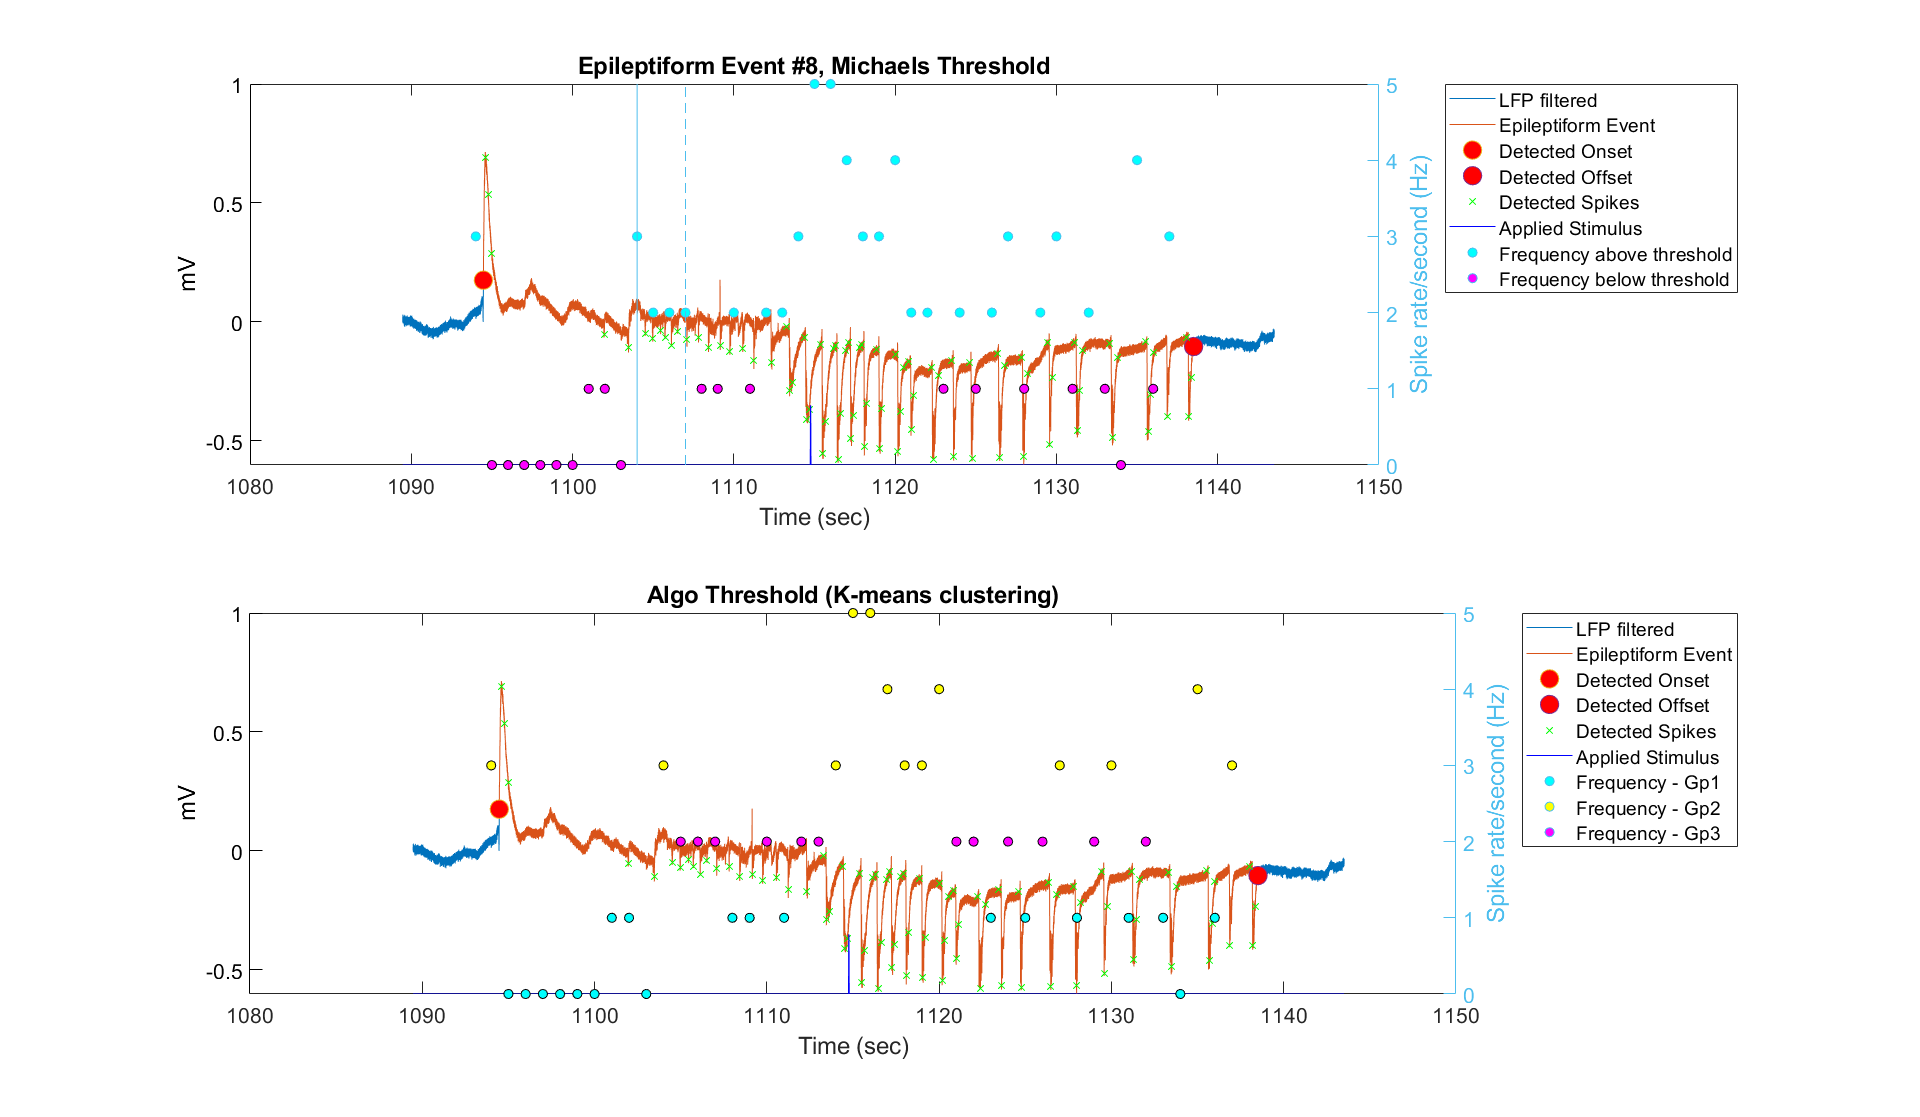 Epileptiform Event #8, Michaels Threshold
1
0.5
0
-0.5
mV
5
4
3
2
1
0
Spike rate/second (Hz)
1080
1090
1100
1110
1120
1130
1140
1150
Time (sec)
LFP filtered
Epileptiform Event
Detected Onset
Detected Offset
Detected Spikes
Applied Stimulus
Frequency above threshold
Frequency below threshold
Algo Threshold (K-means clustering)
1
0.5
0
-0.5
mV
5
4
3
2
1
0
Spike rate/second (Hz)
1080
1090
1100
1110
1120
1130
1140
1150
Time (sec)
LFP filtered
Epileptiform Event
Detected Onset
Detected Offset
Detected Spikes
Applied Stimulus
Frequency - Gp1
Frequency - Gp2
Frequency - Gp3